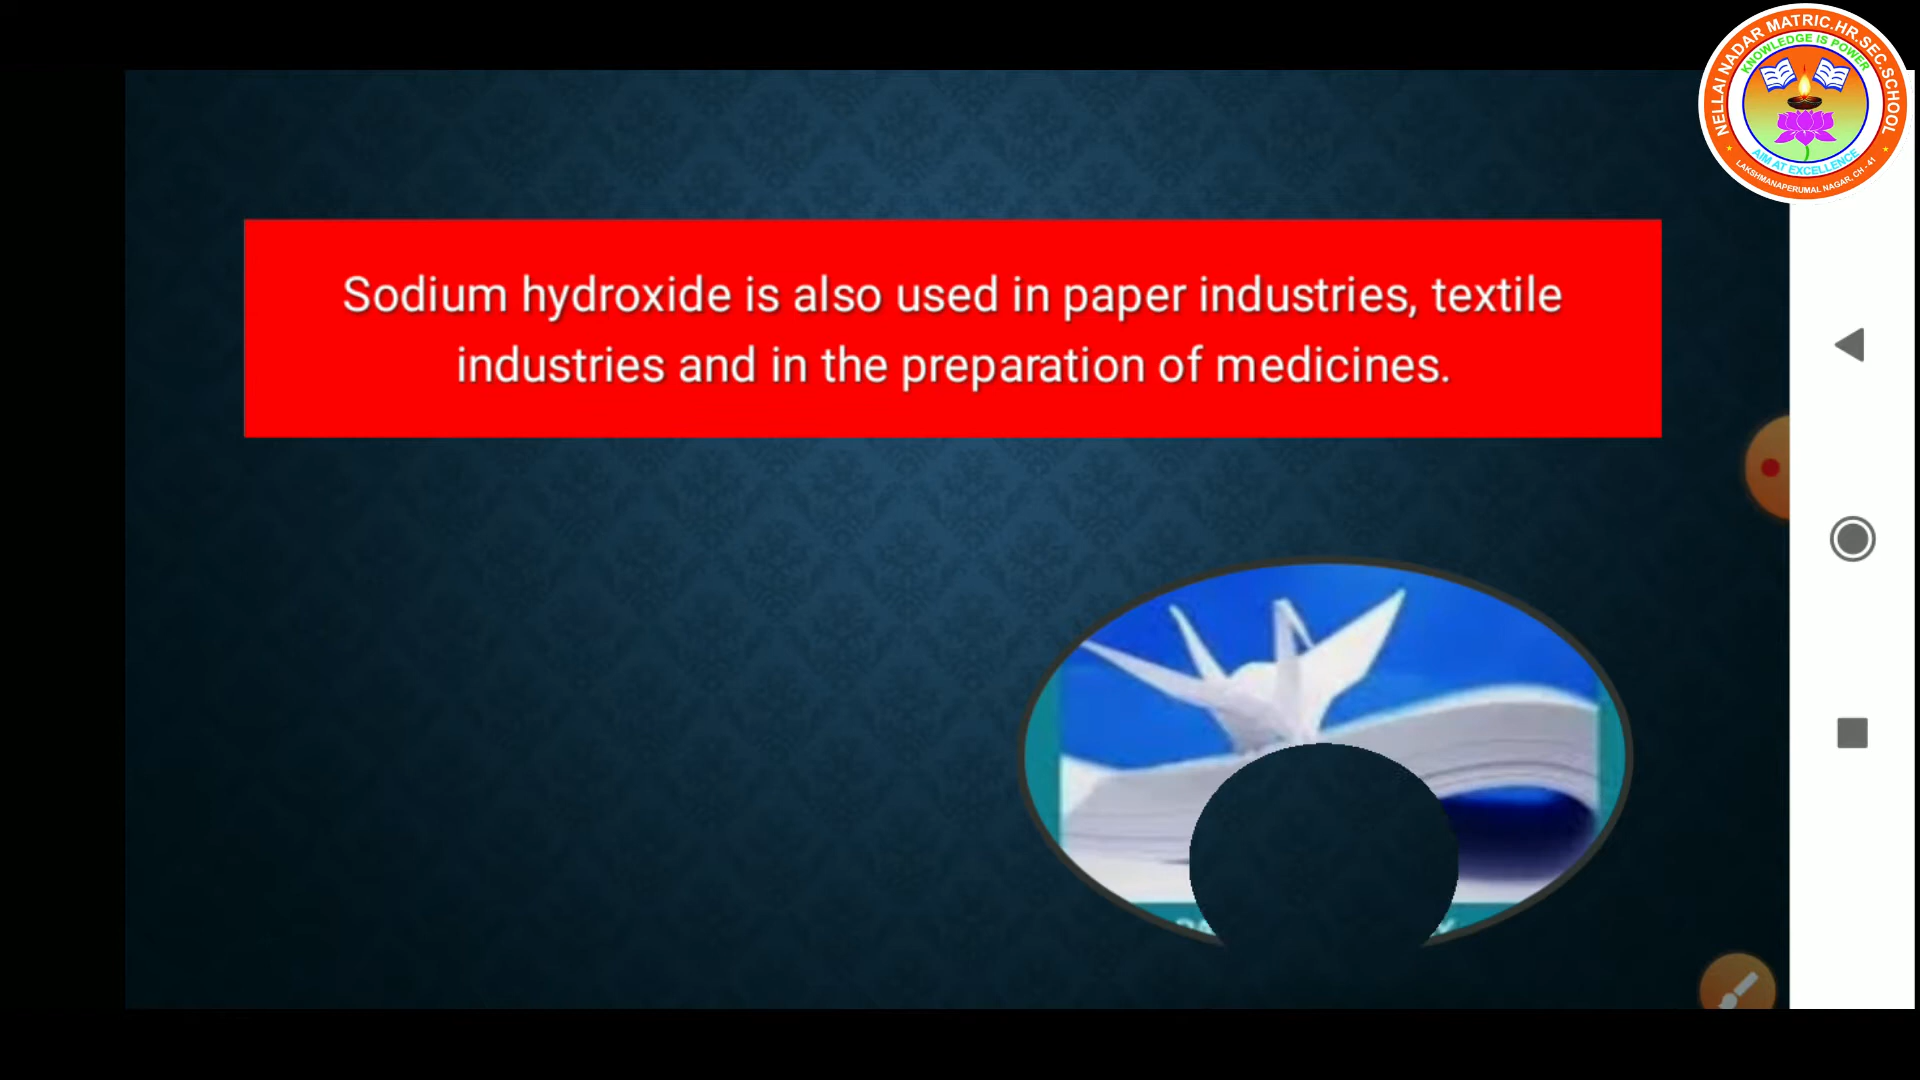 NELLAI NADAR MATRIC.HR.SEC.SCHOOL
KNOWLEDGE IS POWER
AIM AT EXCELLENCE
LAKSHMANAPERUMAL NAGAR, CH - 41
Sodium hydroxide is also used in paper industries, textile
industries and in the preparation of medicines.